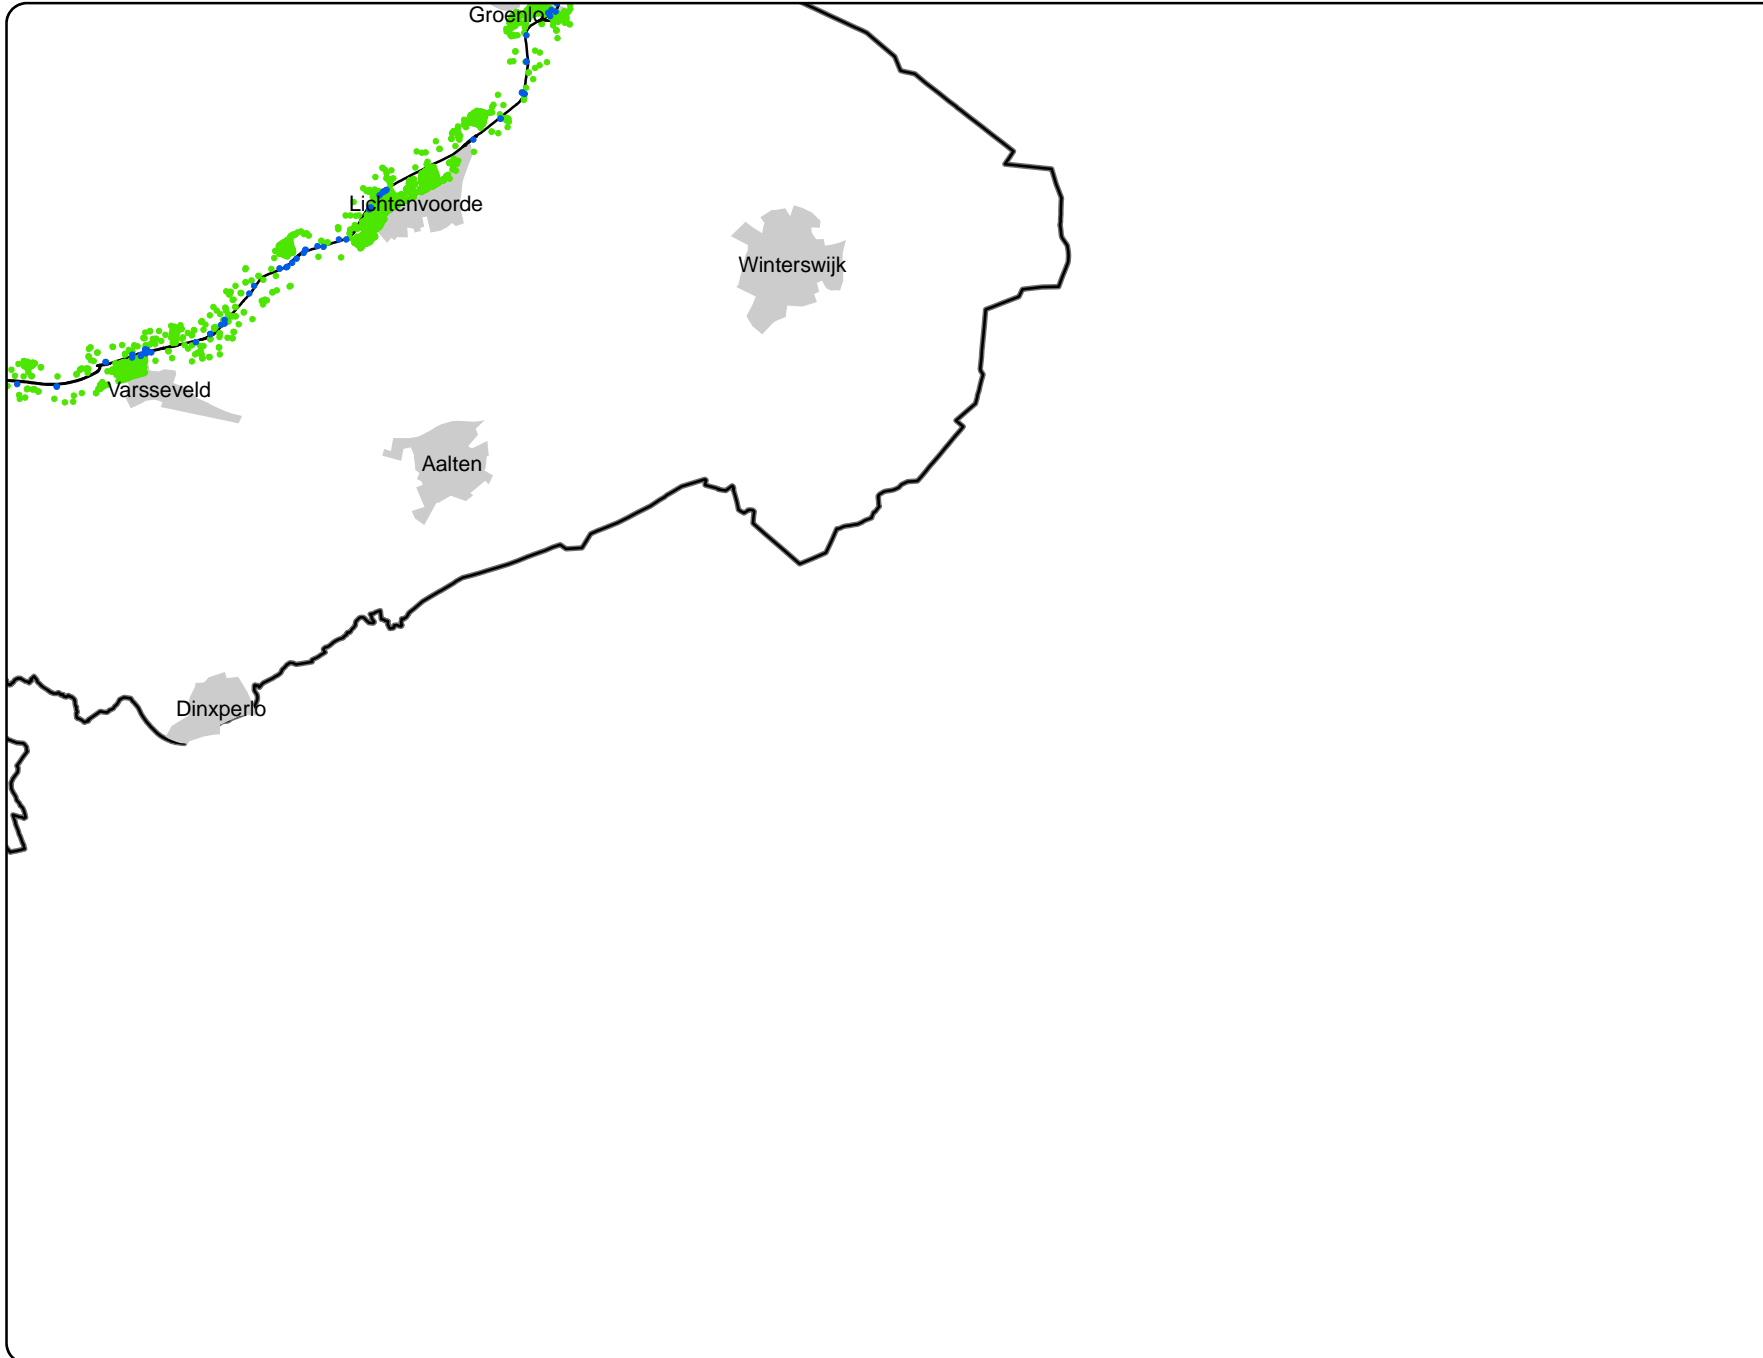 Groenlo
Lichtenvoorde
Winterswijk
Varsseveld
Aalten
Dinxperlo